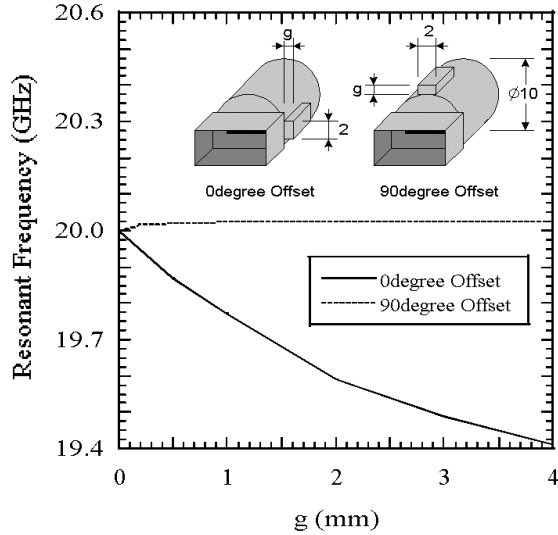 20.6
20.3
20.0
19.7
19.4
Resonant Frequency (GHz)
g
2
0degree Offset
2
g
ϕ10
90degree Offset
0degree Offset
90degree Offset
0
1
2
3
4
g (mm)